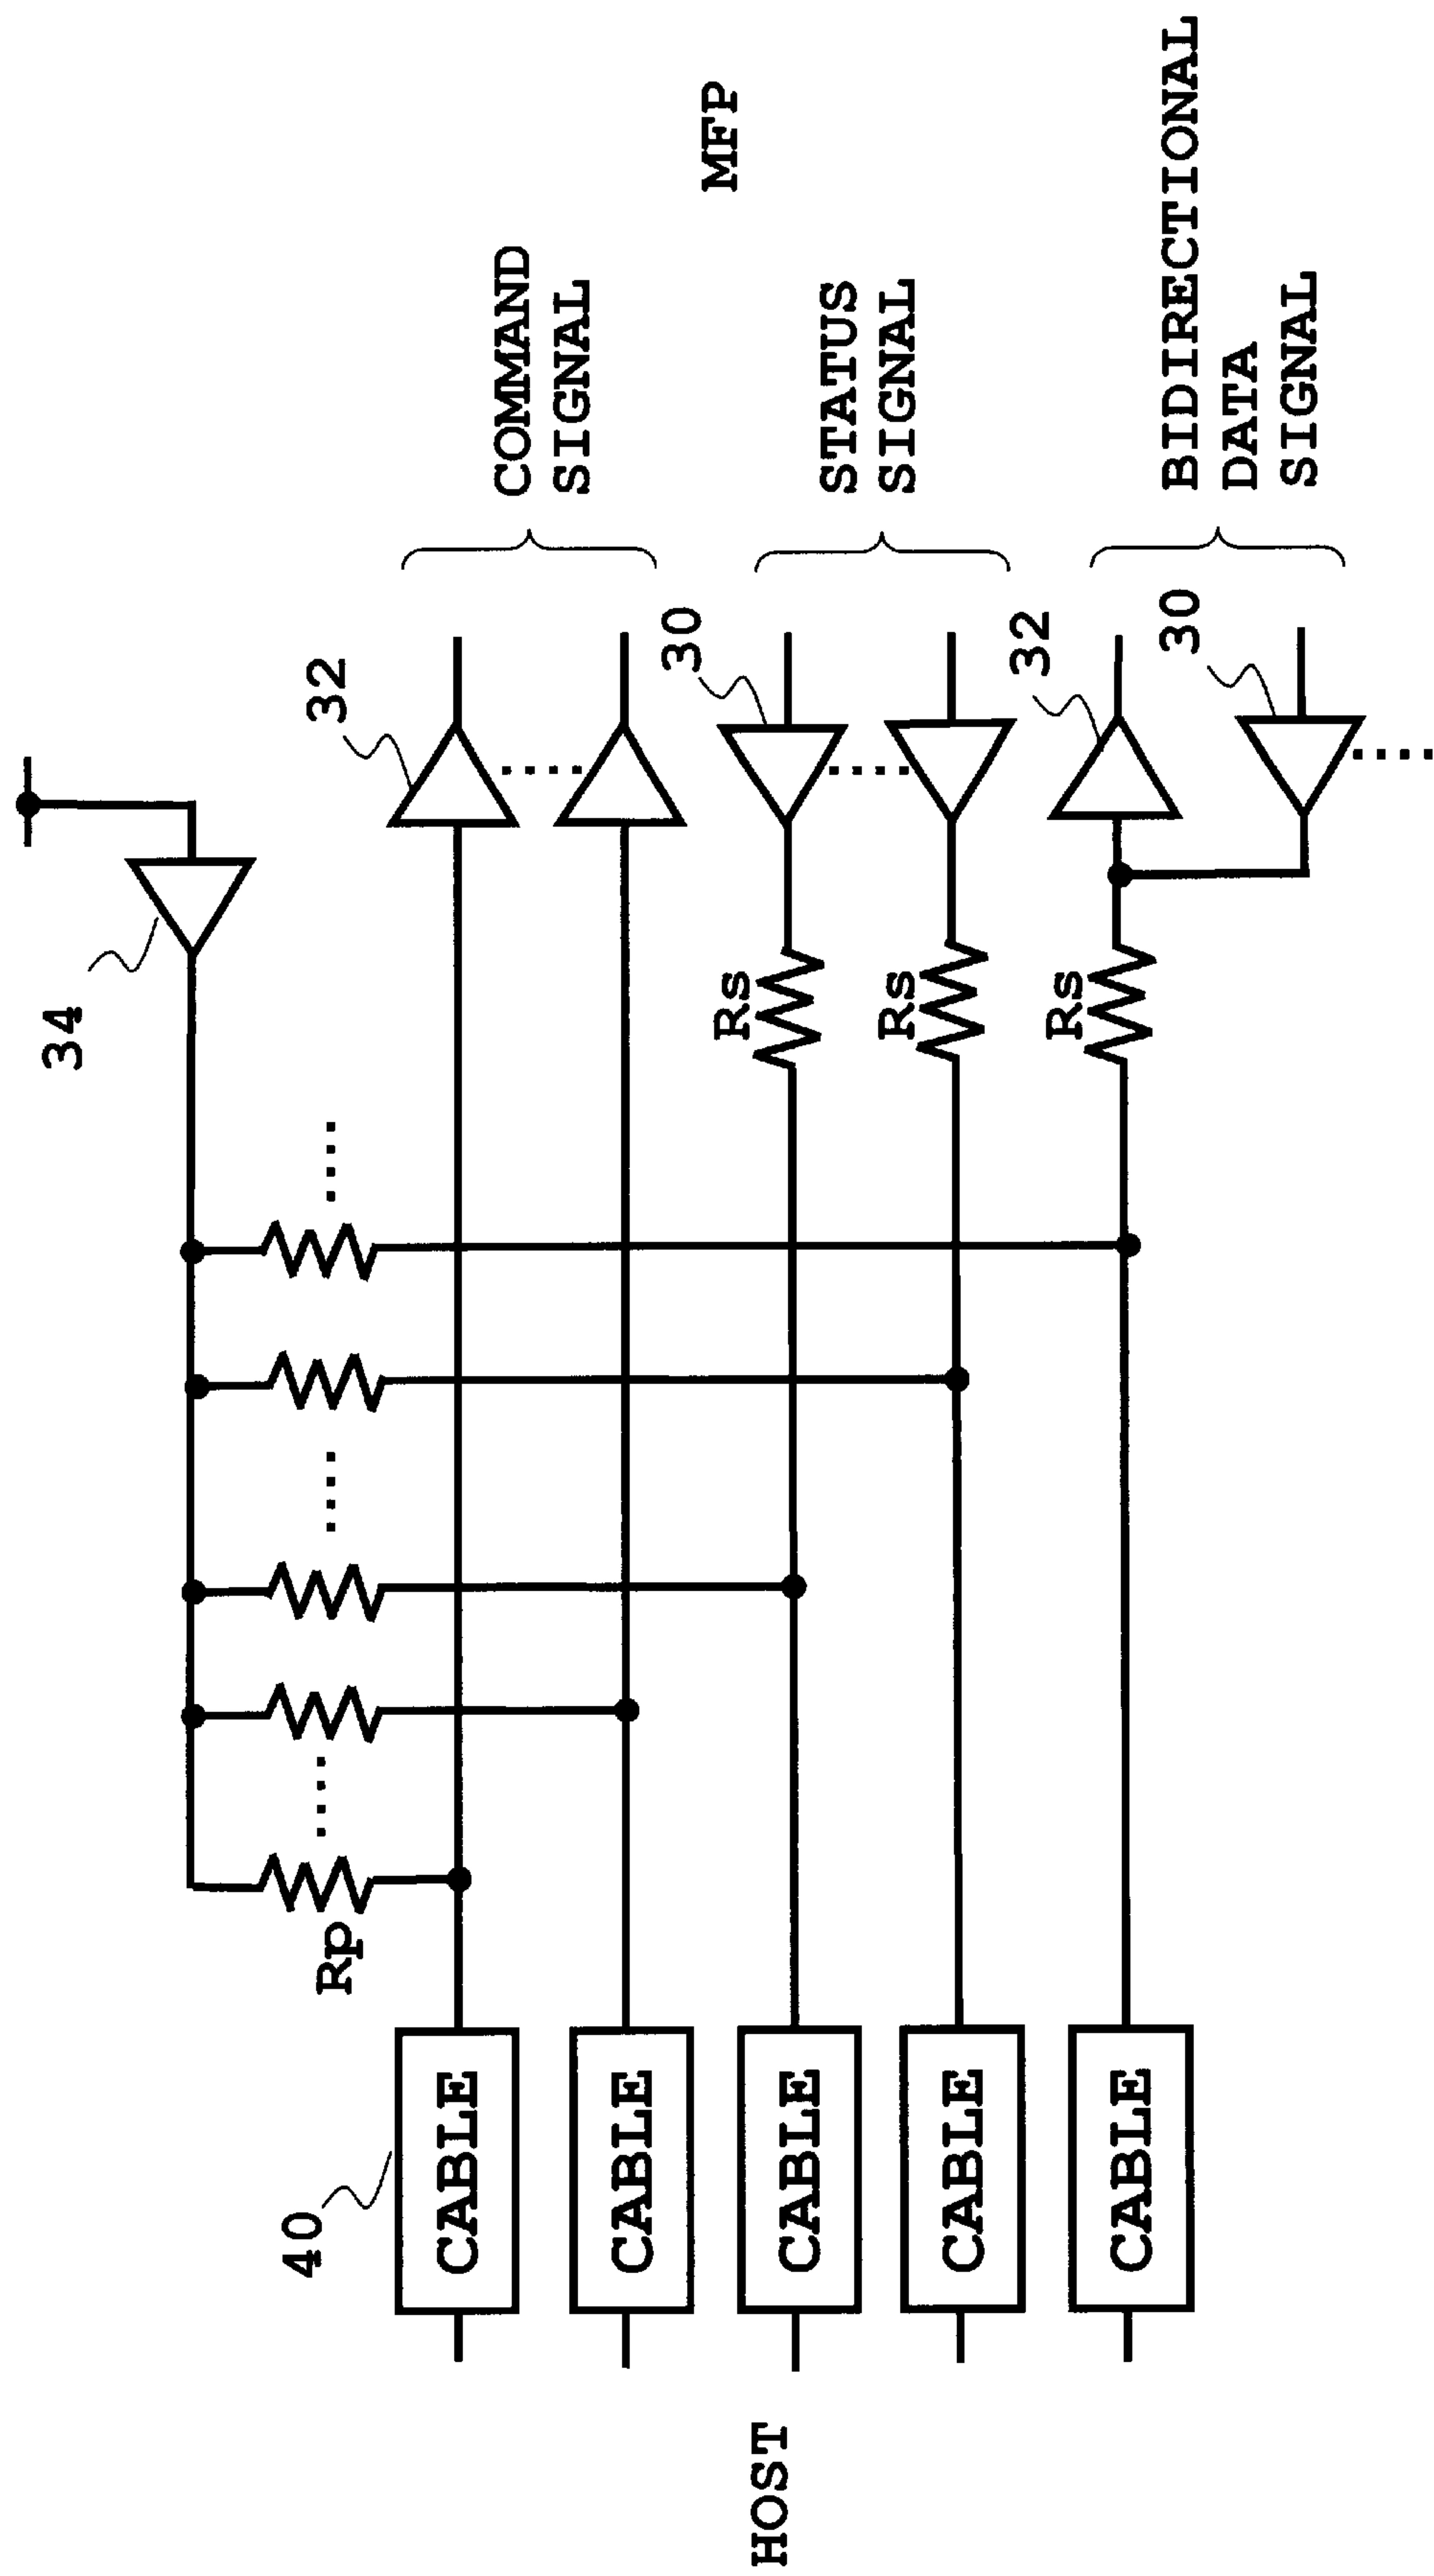 34
32
COMMAND
SIGNAL
30
STATUS
SIGNAL
MFP
32
30
BIDIRECTIONAL
DATA
SIGNAL
Rs
Rs
Rs
Rp
40
CABLE
CABLE
CABLE
CABLE
CABLE
HOST